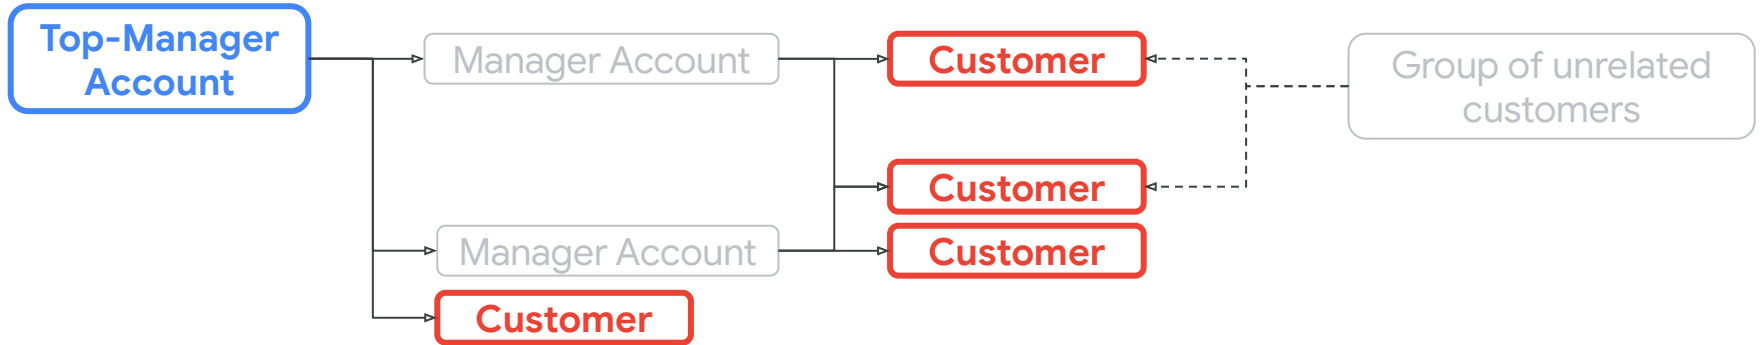 Top-Manager
Account
Manager Account
Customer
Group of unrelated
customers
Customer
Manager Account
Customer
Customer